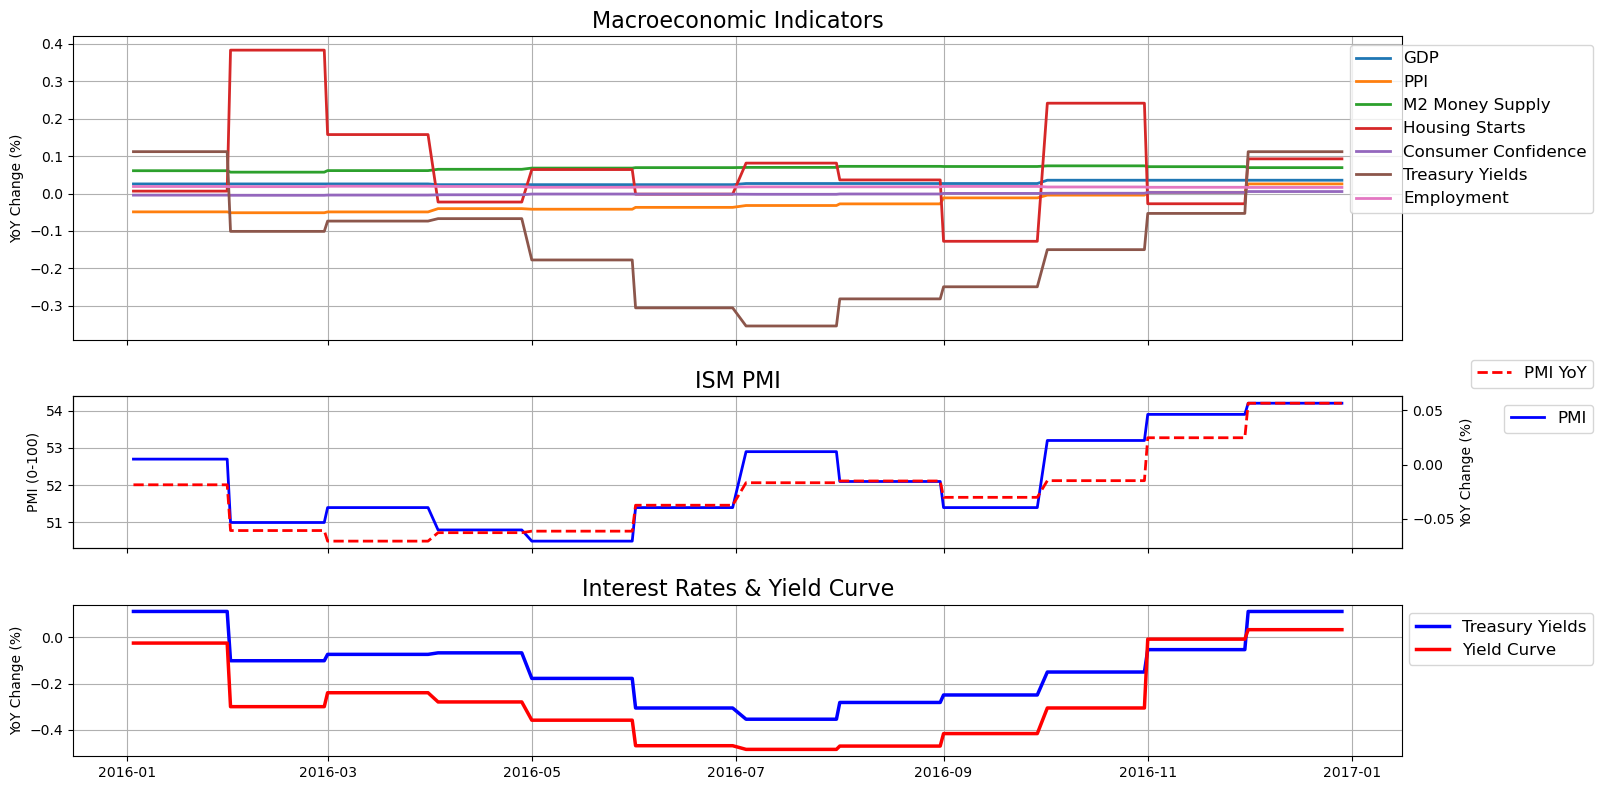 Macroeconomic Indicators
YoY Change (%)
0.4
0.3
0.2
0.1
0.0
−0.1
−0.2
−0.3
GDP
PPI
M2 Money Supply
Housing Starts
Consumer Confidence
Treasury Yields
Employment
ISM PMI
PMI (0-100)
54
53
52
51
0.05
0.00
−0.05
YoY Change (%)
PMI YoY
PMI
Interest Rates & Yield Curve
YoY Change (%)
0.0
−0.2
−0.4
Treasury Yields
Yield Curve
2016-01
2016-03
2016-05
2016-07
2016-09
2016-11
2017-01